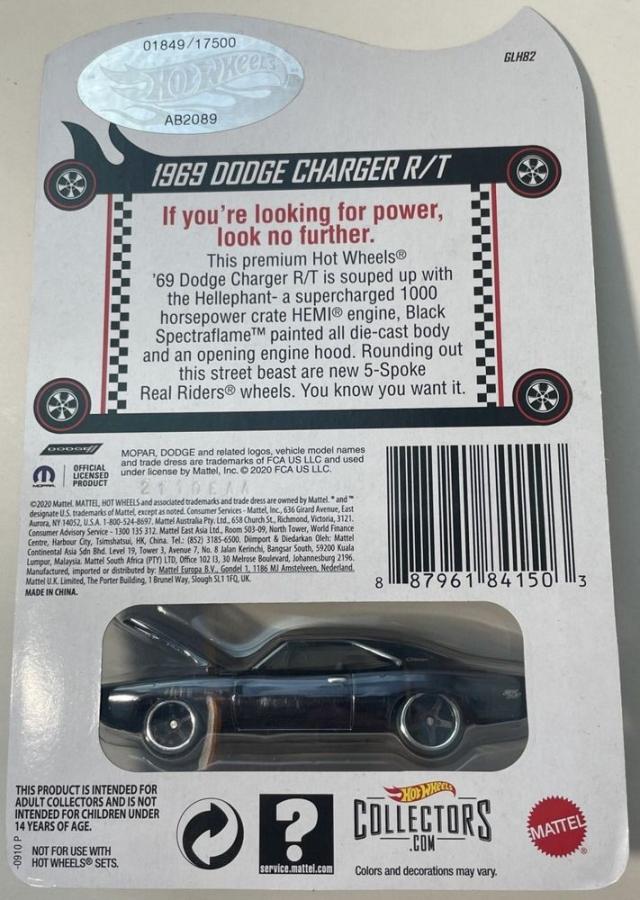 01849/17500
Hot Wheels
AB2089
GLH82
1969 DODGE CHARGER R/T
If you're looking for power,
look no further.
This premium Hot Wheels®
'69 Dodge Charger R/T is souped up with
the Hellephant- a supercharged 1000
horsepower crate HEMI® engine, Black
Spectraflame™ painted all die-cast body
and an opening engine hood. Rounding out
this street beast are new 5-Spoke
Real Riders® wheels. You know you want it.
DODGE
MOPAR
OFFICIAL
LICENSED
PRODUCT
MOPAR, DODGE and related logos, vehicle model names
and trade dress are trademarks of FCA US LLC and used
under license by Mattel, Inc. © 2020 FCA US LLC.
©2020 Mattel. MATTEL, HOT WHEELS and associated trademarks and trade dress are owned by Mattel. ® and ™
designate U.S. trademarks of Mattel, except as noted. Consumer Services - Mattel, Inc., 636 Girard Avenue, East
Aurora, NY 14052, U.S.A. 1-800-524-8697. Mattel Australia Pty. Ltd., 658 Church St., Richmond, Victoria, 3121.
Consumer Advisory Service - 1300 135 312. Mattel East Asia Ltd., Room 503-09, North Tower, World Finance
Centre, Harbour City, Tsimshatsui, HK, China. Tel.: (852) 3185-6500. Diimport & Diedarkan Oleh: Mattel
Continental Asia Sdn Bhd. Level 19, Tower 3, Avenue 7, No. 8 Jalan Kerinchi, Bangsar South, 59200 Kuala
Lumpur, Malaysia. Mattel South Africa (PTY) LTD, Office 102 I3, 30 Melrose Boulevard, Johannesburg 2196.
Manufactured, imported or distributed by: Mattel Europa B.V., Gondel 1, 1186 MJ Amstelveen, Nederland.
Mattel U.K. Limited, The Porter Building, 1 Brunel Way, Slough SL1 1FQ, UK.
MADE IN CHINA.
8 87961 84150 3
THIS PRODUCT IS INTENDED FOR
ADULT COLLECTORS AND IS NOT
INTENDED FOR CHILDREN UNDER
14 YEARS OF AGE.
NOT FOR USE WITH
HOT WHEELS® SETS.
-0910 P
?
service.mattel.com
Hot Wheels
COLLECTORS
.COM
Colors and decorations may vary.
MATTEL
®